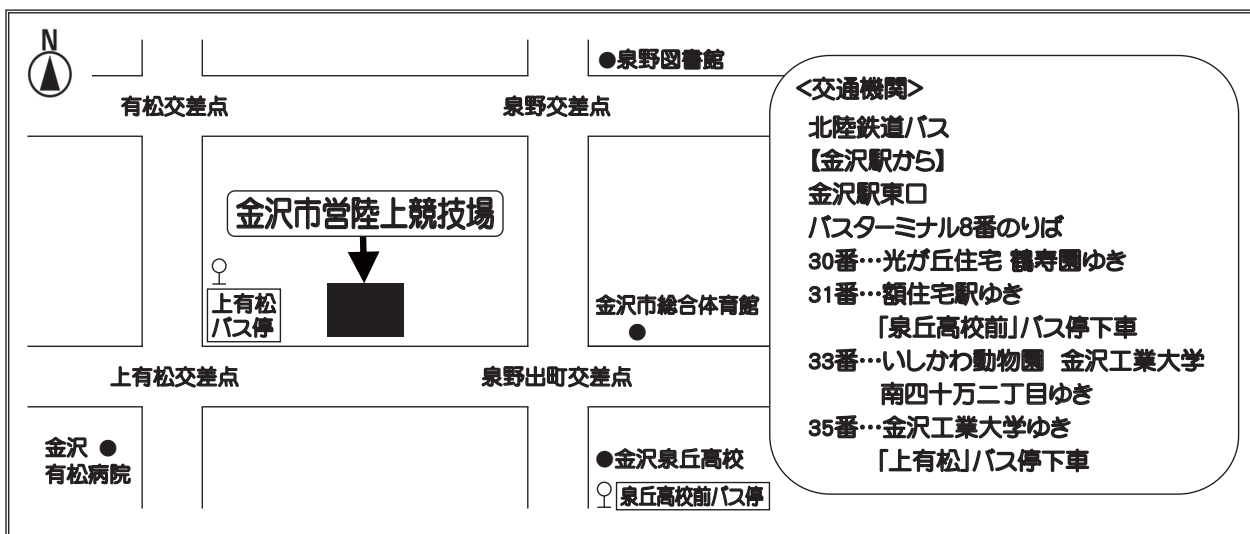 N
●泉野図書館
有松交差点
泉野交差点
金沢市営陸上競技場
上有松
バス停
金沢市総合体育館
●
上有松交差点
泉野出町交差点
金沢 ●
有松病院
●金沢泉丘高校
泉丘高校前バス停
<交通機関>
北陸鉄道バス
【金沢駅から】
金沢駅東口
バスターミナル8番のりば
30番…光が丘住宅 鶴寿園ゆき
31番…額住宅駅ゆき
「泉丘高校前」バス停下車
33番…いしかわ動物園 金沢工業大学
南四十万二丁目ゆき
35番…金沢工業大学ゆき
「上有松」バス停下車